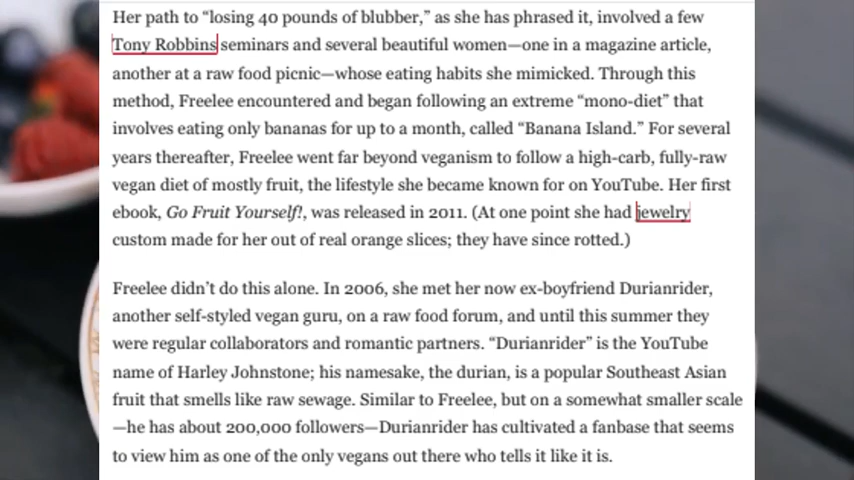 Her path to “losing 40 pounds of blubber,” as she has phrased it, involved a few
Tony Robbins seminars and several beautiful women—one in a magazine article,
another at a raw food picnic—whose eating habits she mimicked. Through this
method, Freelee encountered and began following an extreme “mono-diet” that
involves eating only bananas for up to a month, called “Banana Island.” For several
years thereafter, Freelee went far beyond veganism to follow a high-carb, fully-raw
vegan diet of mostly fruit, the lifestyle she became known for on YouTube. Her first
ebook, Go Fruit Yourself!, was released in 2011. (At one point she had jewelry
custom made for her out of real orange slices; they have since rotted.)
Freelee didn’t do this alone. In 2006, she met her now ex-boyfriend Durianrider,
another self-styled vegan guru, on a raw food forum, and until this summer they
were regular collaborators and romantic partners. “Durianrider” is the YouTube
name of Harley Johnstone; his namesake, the durian, is a popular Southeast Asian
fruit that smells like raw sewage. Similar to Freelee, but on a somewhat smaller scale
—he has about 200,000 followers—Durianrider has cultivated a fanbase that seems
to view him as one of the only vegans out there who tells it like it is.